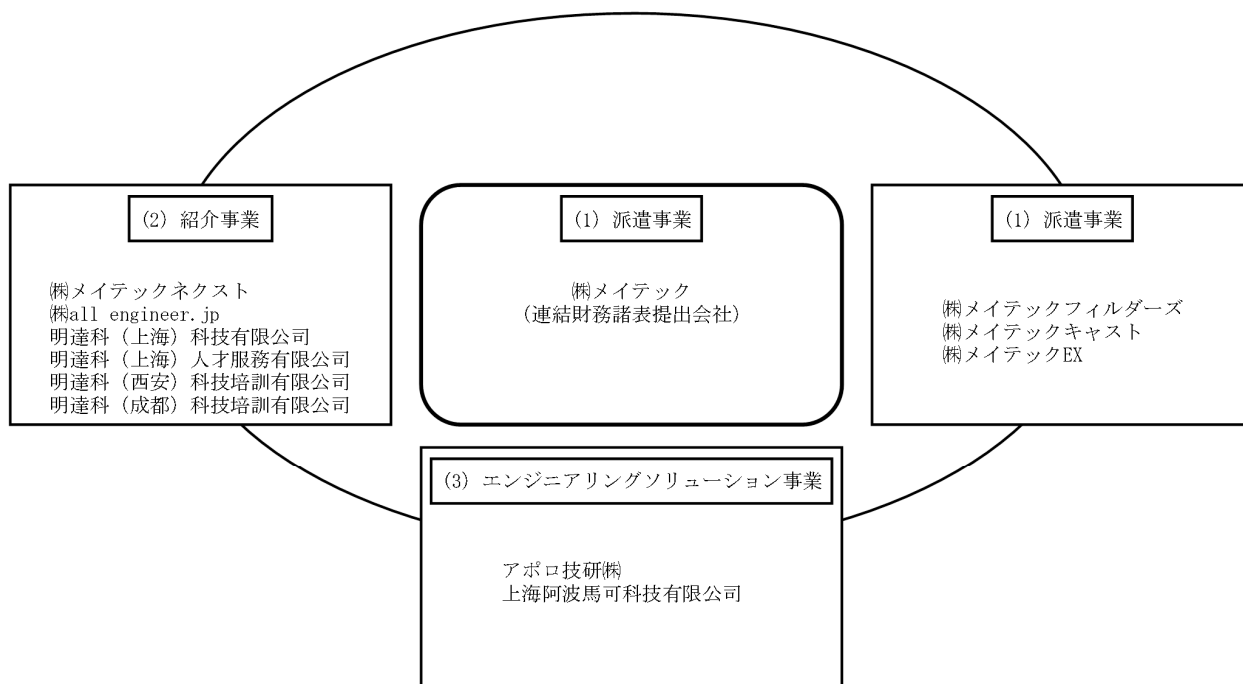 (2) 紹介事業
㈱メイテックネクスト
㈱all engineer.jp
明達科（上海）科技有限公司
明達科（上海）人才服務有限公司
明達科（西安）科技培訓有限公司
明達科（成都）科技培訓有限公司
(1) 派遣事業
㈱メイテック
（連結財務諸表提出会社）
(1) 派遣事業
㈱メイテックフィルダーズ
㈱メイテックキャスト
㈱メイテックEX
(3) エンジニアリングソリューション事業
アポロ技研㈱
上海阿波馬可科技有限公司